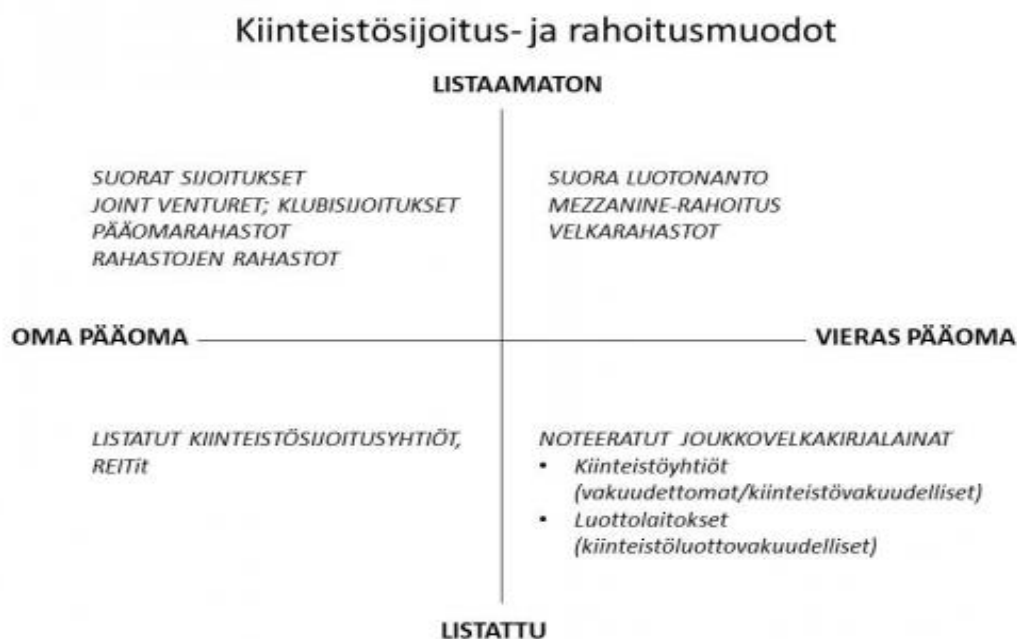 Kiinteistösijoitus- ja rahoitusmuodot
LISTAAMATON
SUORAT SIJOITUKSET
JOINT VENTURET; KLUBISIJOITUKSET
PÄÄOMARAHASTOT
RAHASTOJEN RAHASTOT
SUORA LUOTONANTO
MEZZANINE-RAHOITUS
VELKARAHASTOT
OMA PÄÄOMA
VIERAS PÄÄOMA
LISTATUT KIINTEISTÖSIJOITUSYHTIÖT,
REITit
NOTEERATUT JOUKKOVELKAKIRJALAINAT
• Kiinteistöyhtiöt
(vakuudettomat/kiinteistövakuudelliset)
• Luottolaitokset
(kiinteistöluottovakuudelliset)
LISTATTU